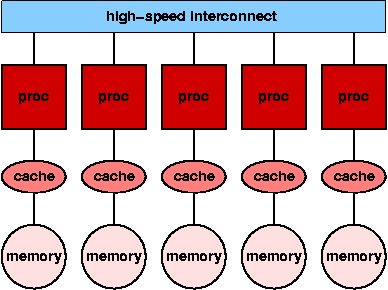 high-speed interconnect
proc proc proc proc proc
cache cache cache cache cache
memory memory memory memory memory